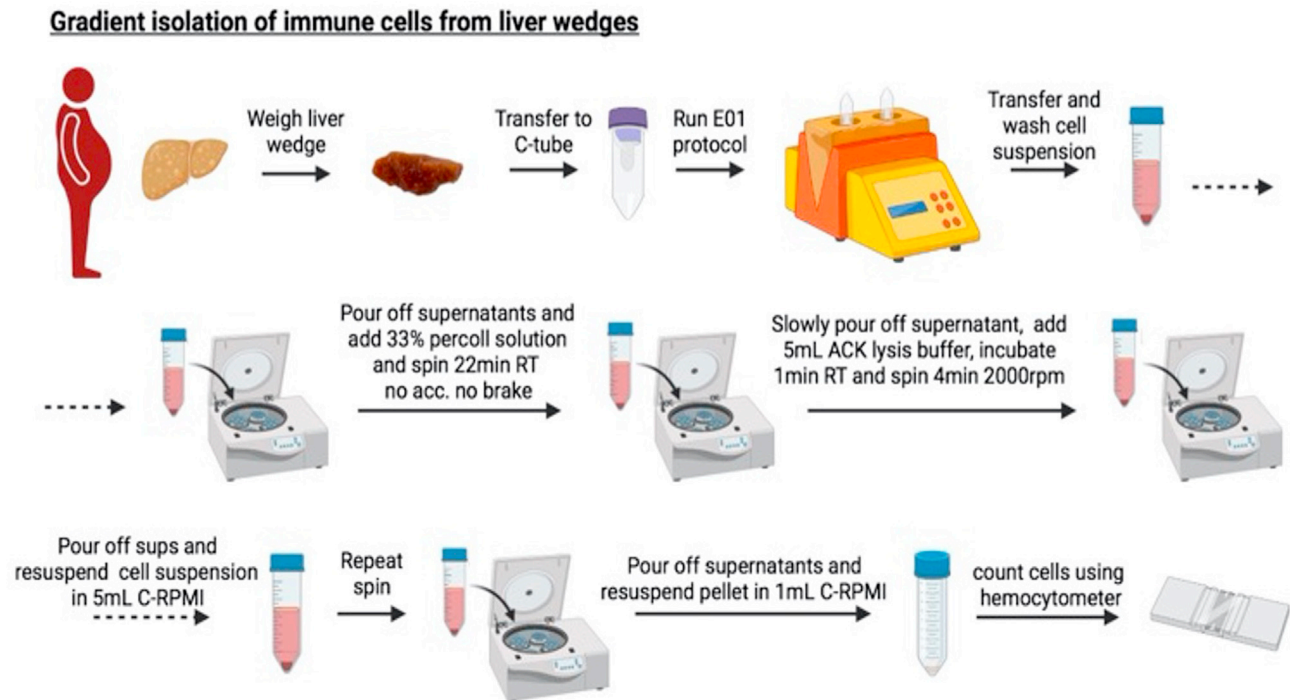 Gradient isolation of immune cells from liver wedges
Weigh liver
wedge
Transfer to
C-tube
Run E01
protocol
Transfer and
wash cell
suspension
Pour off supernatants and
add 33% percoll solution
and spin 22min RT
no acc. no brake
Slowly pour off supernatant, add
5mL ACK lysis buffer, incubate
1min RT and spin 4min 2000rpm
Pour off sups and
resuspend cell suspension
in 5mL C-RPMI
Repeat
spin
Pour off supernatants and
resuspend pellet in 1mL C-RPMI
count cells using
hemocytometer